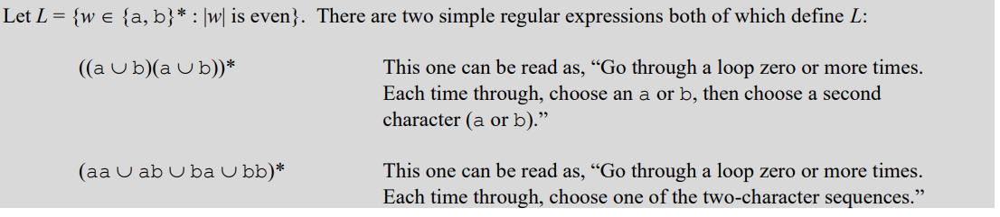 Let L = {w ∈ {a, b}* : |w| is even}.  There are two simple regular expressions both of which define L:
((a ∪ b)(a ∪ b))*
This one can be read as, “Go through a loop zero or more times.
Each time through, choose an a or b, then choose a second
character (a or b).”
(aa ∪ ab ∪ ba ∪ bb)*
This one can be read as, “Go through a loop zero or more times.
Each time through, choose one of the two-character sequences.”